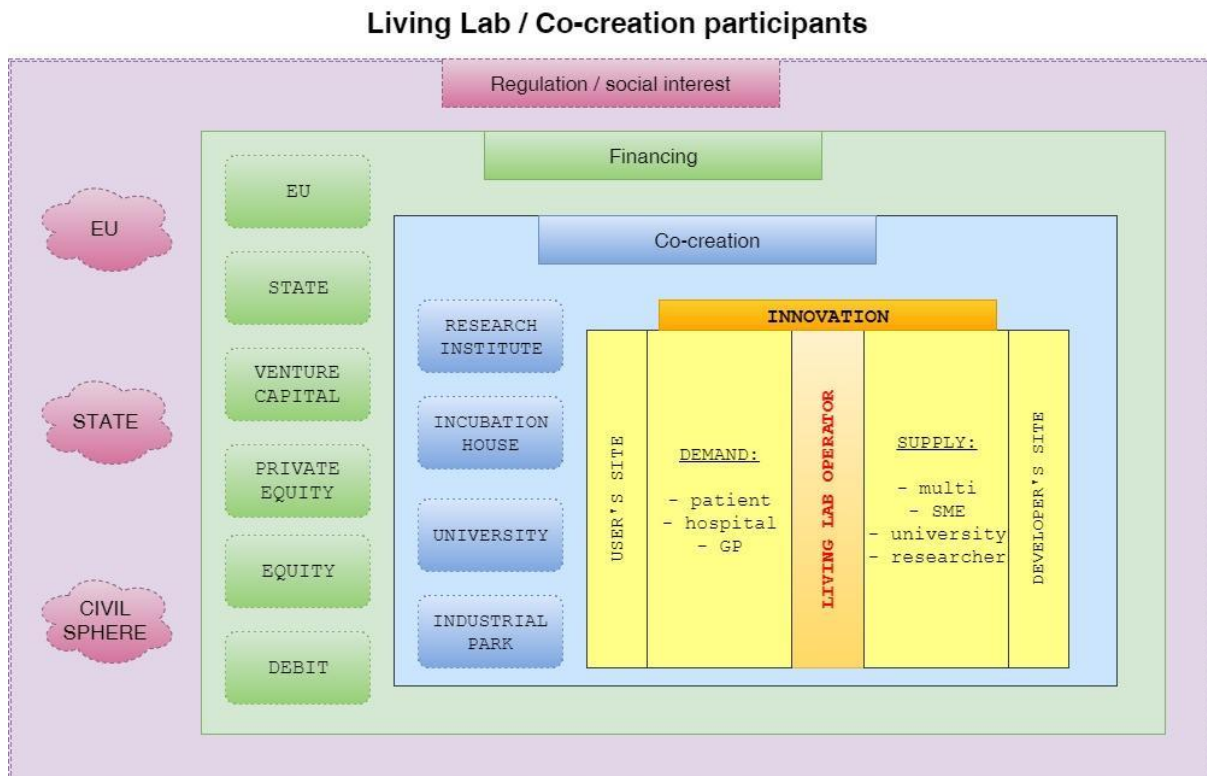 Living Lab / Co-creation participants
Regulation / social interest
EU
STATE
CIVIL
SPHERE
Financing
EU
STATE
VENTURE
CAPITAL
PRIVATE
EQUITY
EQUITY
DEBIT
Co-creation
RESEARCH
INSTITUTE
INCUBATION
HOUSE
UNIVERSITY
INDUSTRIAL
PARK
INNOVATION
USER'S SITE
DEMAND:
- patient
- hospital
- GP
LIVING LAB OPERATOR
SUPPLY:
- multi
- SME
- university
- researcher
DEVELOPER'S SITE